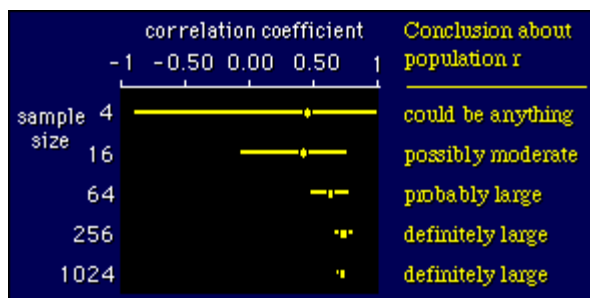 correlation coefficient
-1 -0.50 0.00 0.50 1
Conclusion about
population r
sample
size
4
could be anything
16
possibly moderate
64
probably large
256
definitely large
1024
definitely large